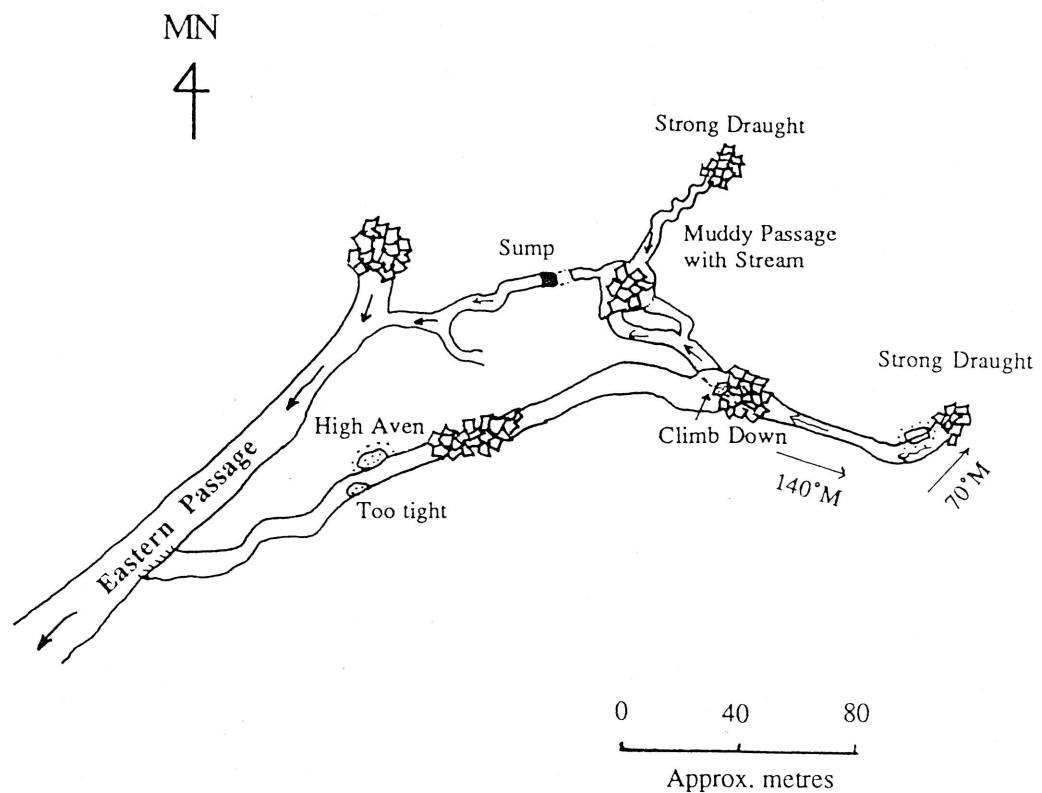 MN
Strong Draught
Muddy Passage
with Stream
Sump
Strong Draught
High Aven
Climb Down
Too tight
140°M
70°M
Eastern Passage
0 40 80
Approx. metres